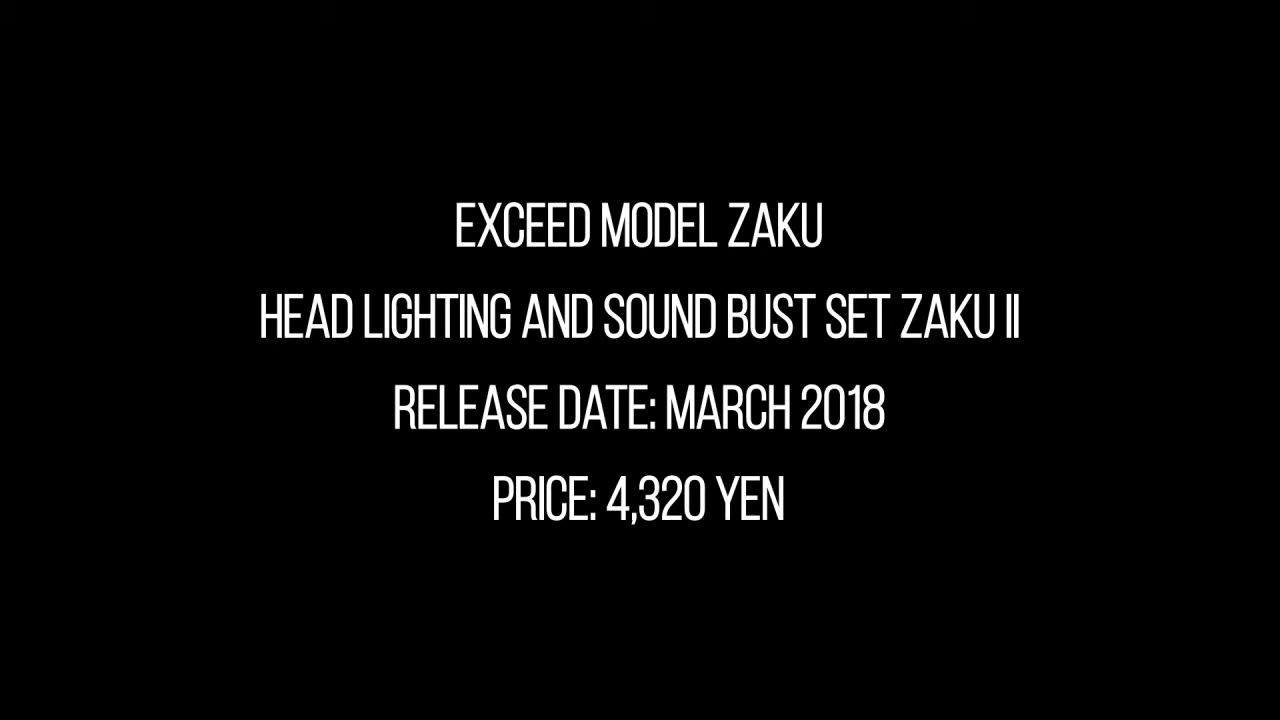 EXCEED MODEL ZAKU
HEAD LIGHTING AND SOUND BUST SET ZAKU II
RELEASE DATE: MARCH 2018
PRICE: 4,320 YEN